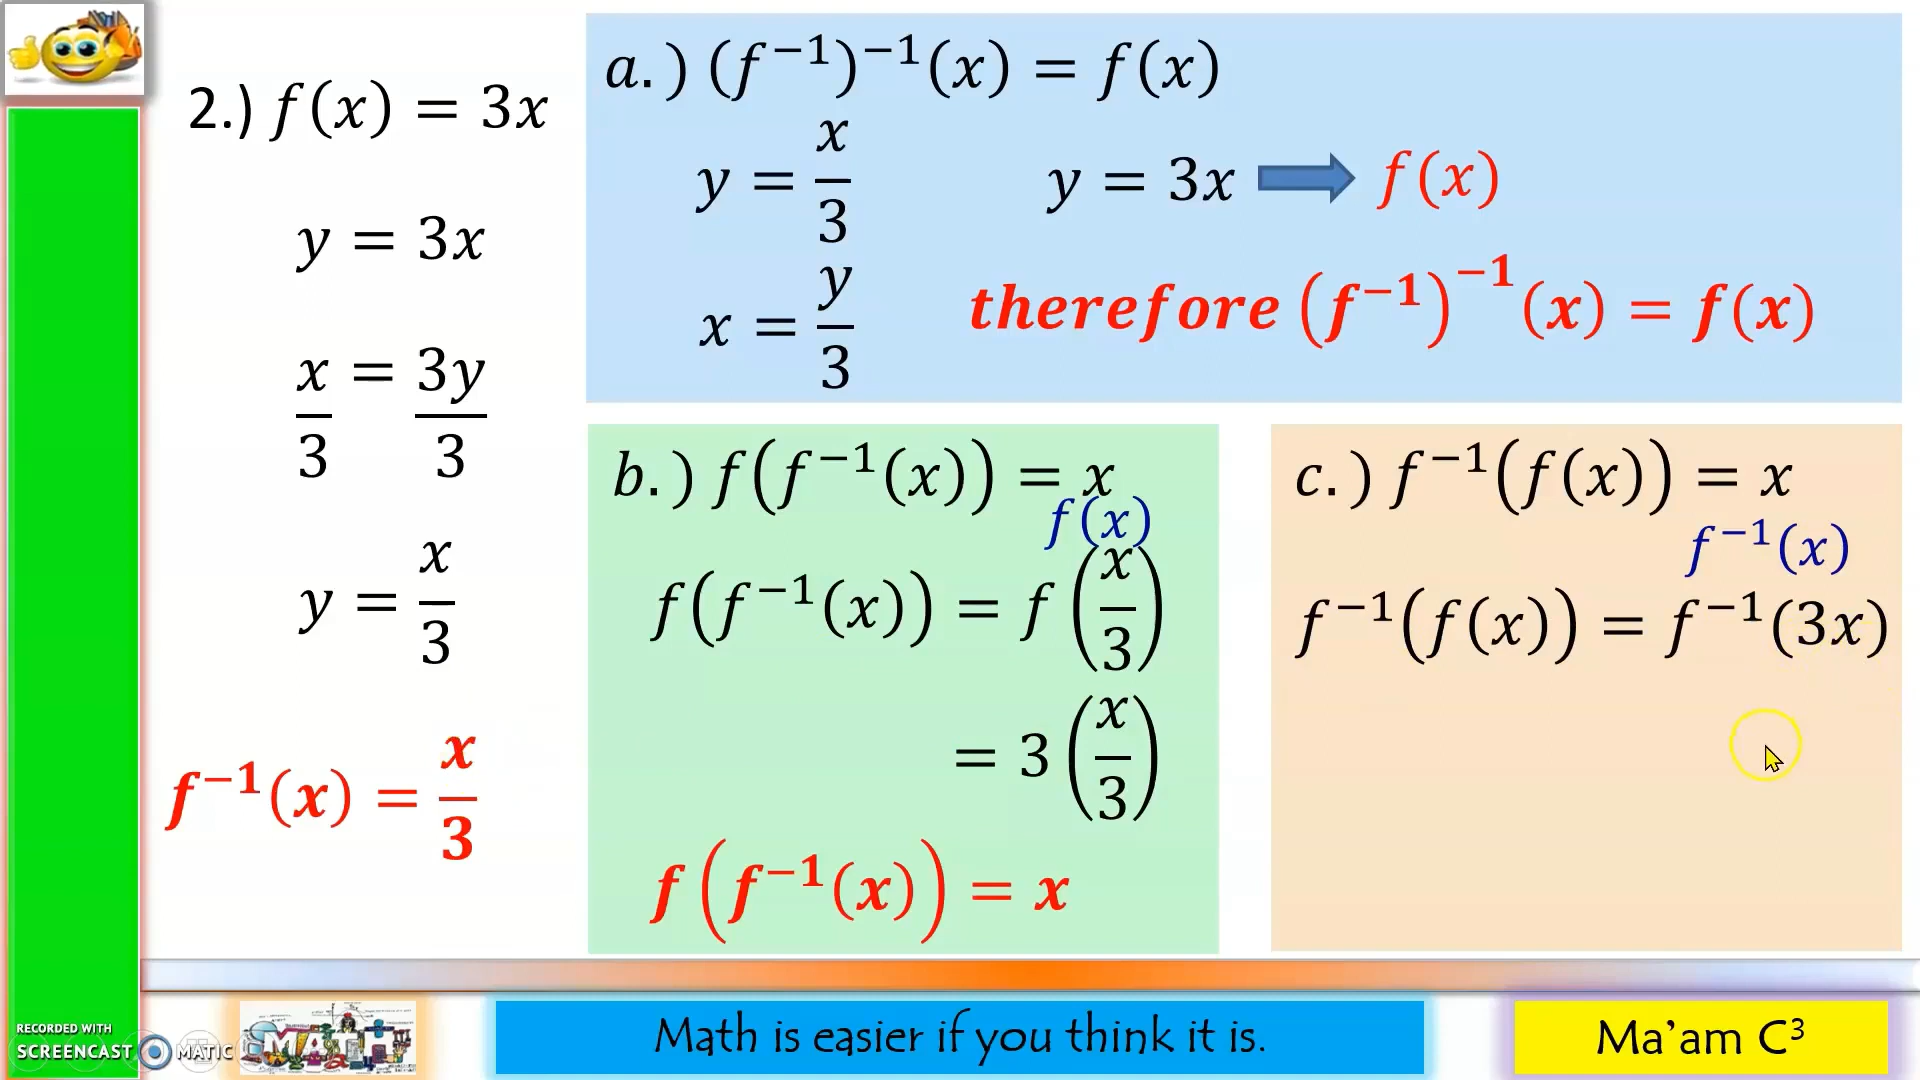 2.) f(x) = 3x
y = 3x
x/3 = 3y/3
y = x/3
f⁻¹(x) = x/3
a.) (f⁻¹)⁻¹(x) = f(x)
y = x/3
y = 3x ➡ f(x)
x = y/3
therefore (f⁻¹)⁻¹(x) = f(x)
b.) f(f⁻¹(x)) = x
f(x)
f(f⁻¹(x)) = f(x/3)
= 3(x/3)
f(f⁻¹(x)) = x
c.) f⁻¹(f(x)) = x
f⁻¹(x)
f⁻¹(f(x)) = f⁻¹(3x)
RECORDED WITH
SCREENCAST MATIC
MATH
Math is easier if you think it is.
Ma'am C³